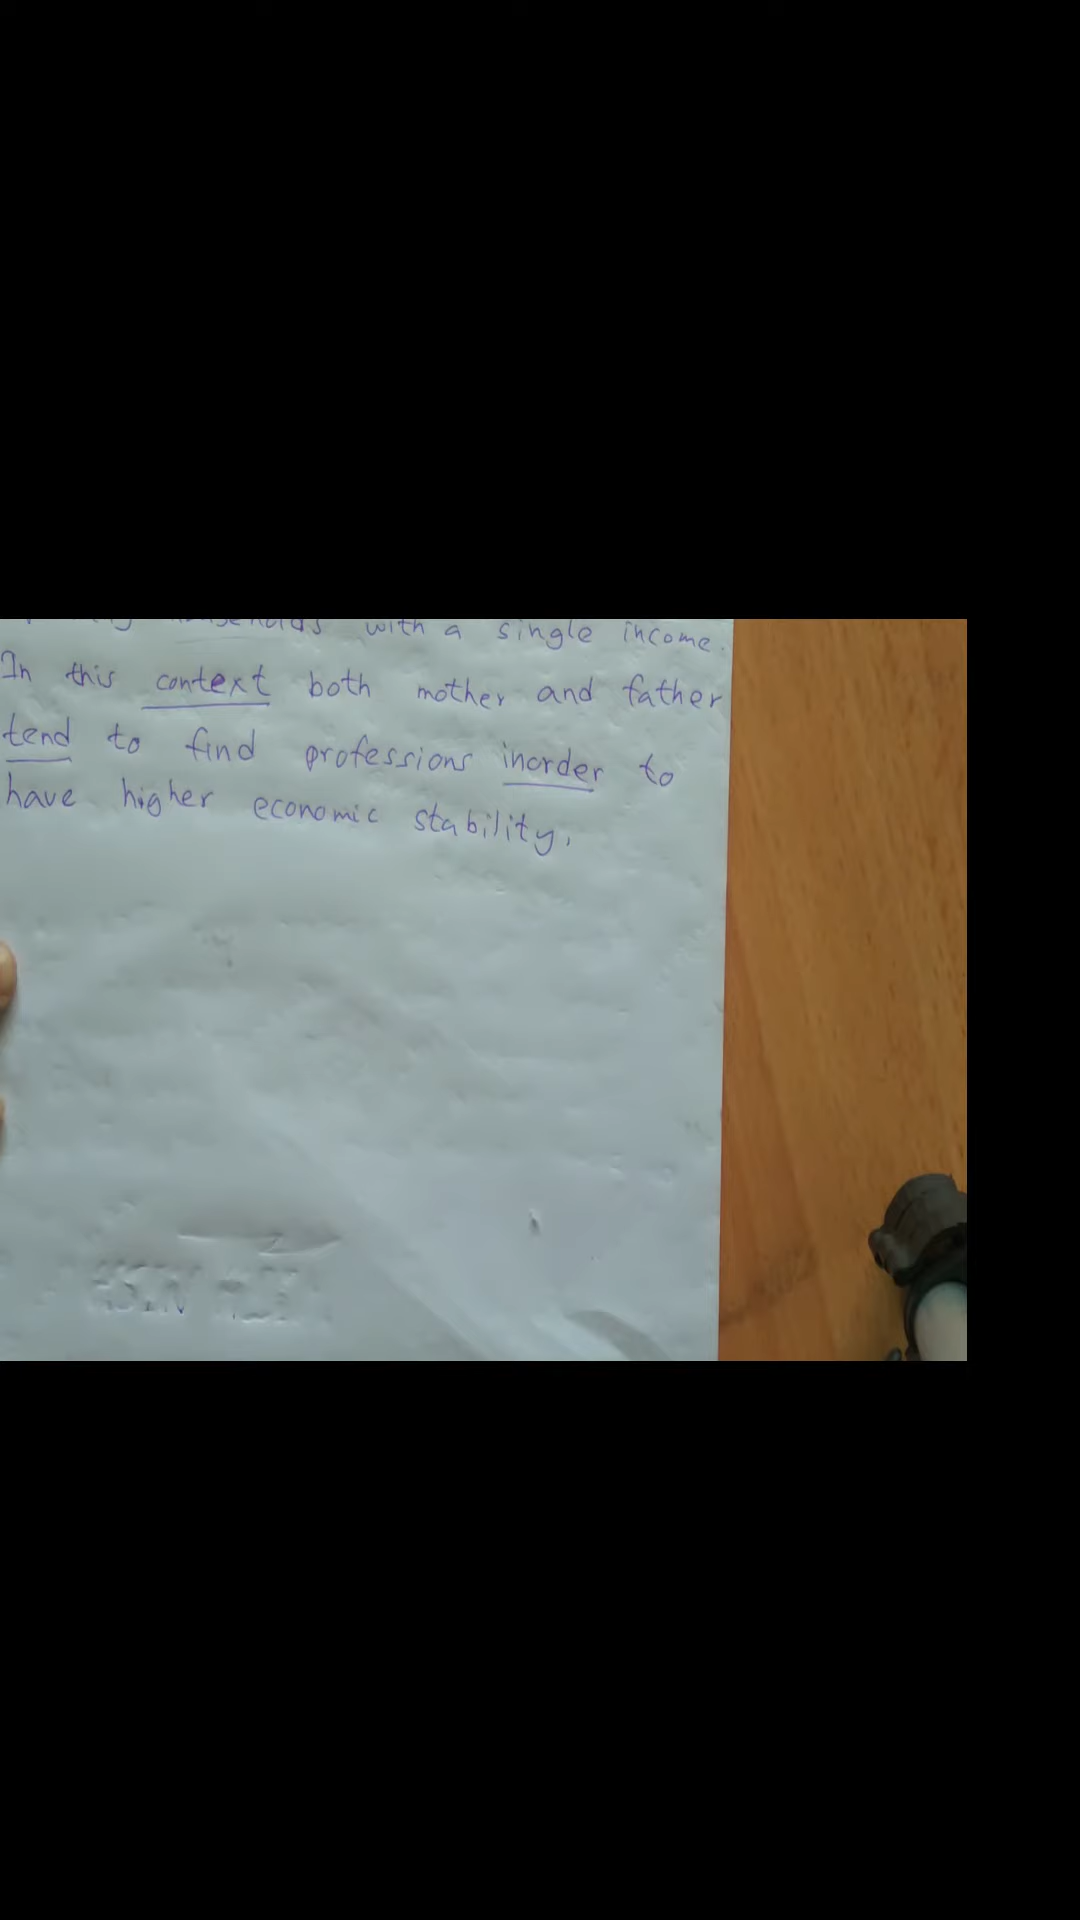 households with a single income.
In this context both mother and father
tend to find professions inorder to
have higher economic stability.